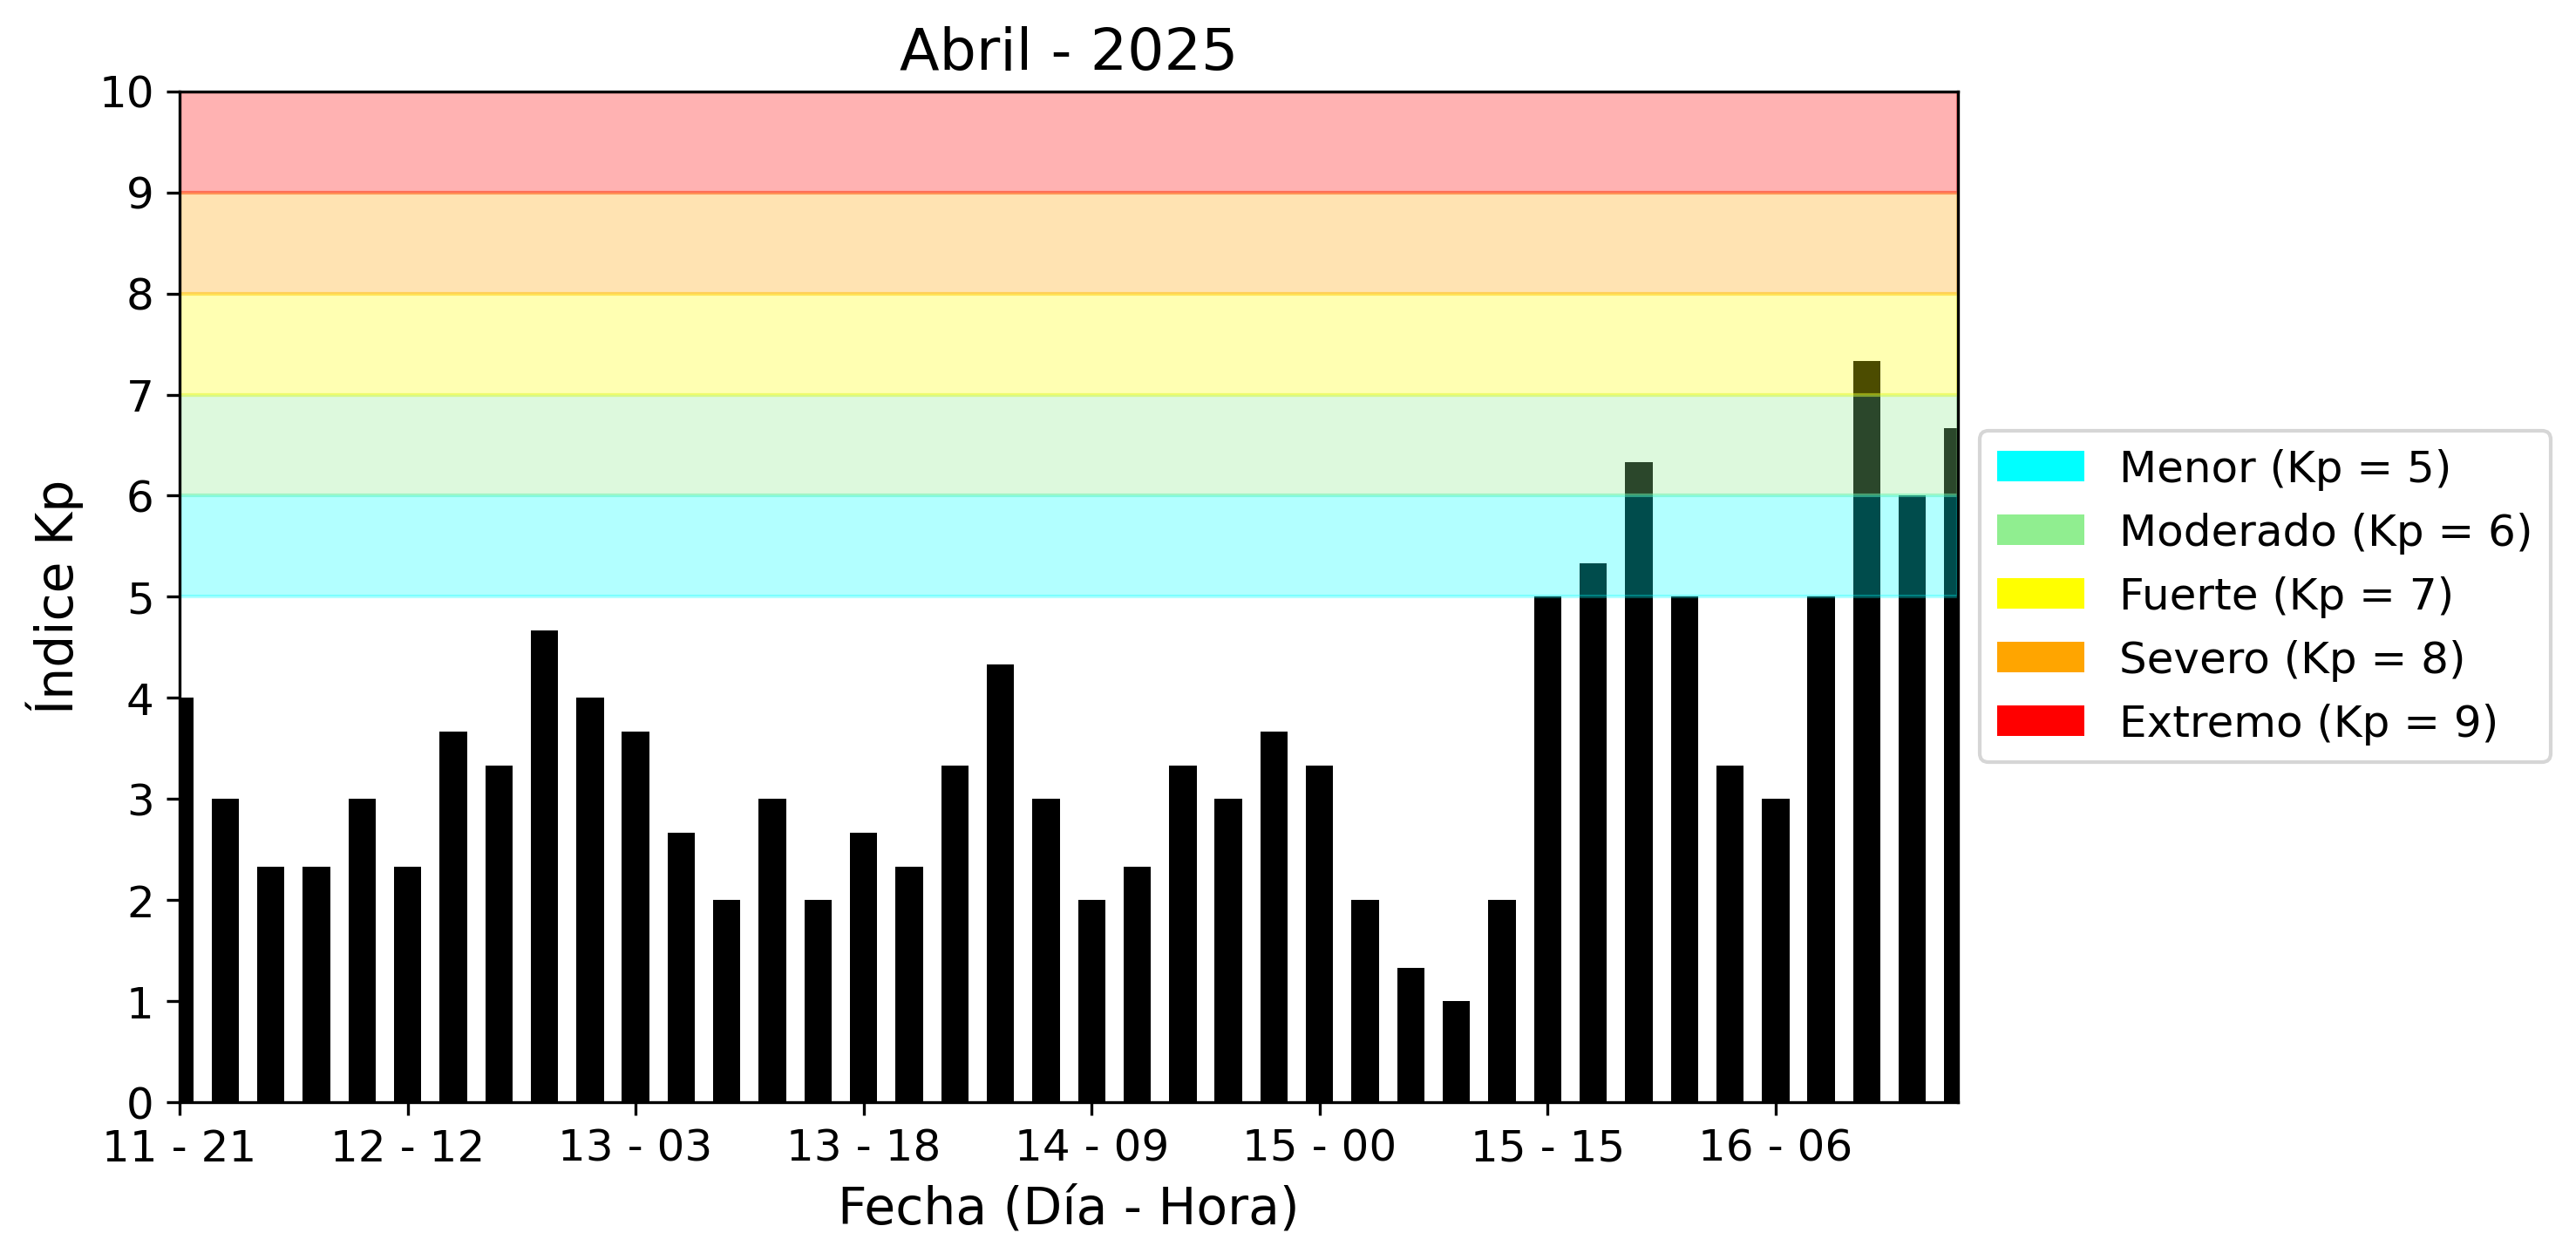 Abril - 2025
10
9
8
7
6
5
4
3
2
1
0
Índice Kp
11 - 21
12 - 12
13 - 03
13 - 18
14 - 09
15 - 00
15 - 15
16 - 06
Fecha (Día - Hora)
Menor (Kp = 5)
Moderado (Kp = 6)
Fuerte (Kp = 7)
Severo (Kp = 8)
Extremo (Kp = 9)